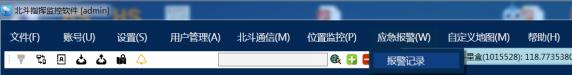 北斗指挥监控软件 [admin]
文件(F) 账号(U) 设置(S) 用户管理(A) 北斗通信(M) 位置监控(P) 应急报警(W) 自定义地图(M) 帮助(H)
报警记录 量盒(1015528): 118.7735380